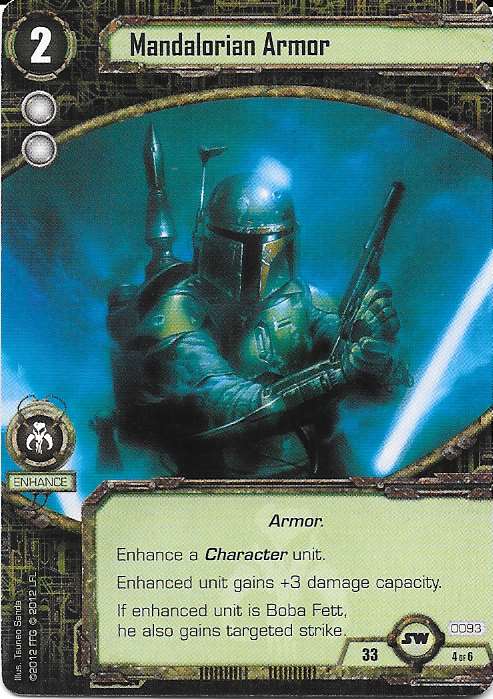 2
Mandalorian Armor
ENHANCE
Armor.
Enhance a Character unit.
Enhanced unit gains +3 damage capacity.
If enhanced unit is Boba Fett,
he also gains targeted strike.
33
SW
0093
4 OF 6
Illus. Tsuneo Sanda
©2012 FFG © 2012 LFL